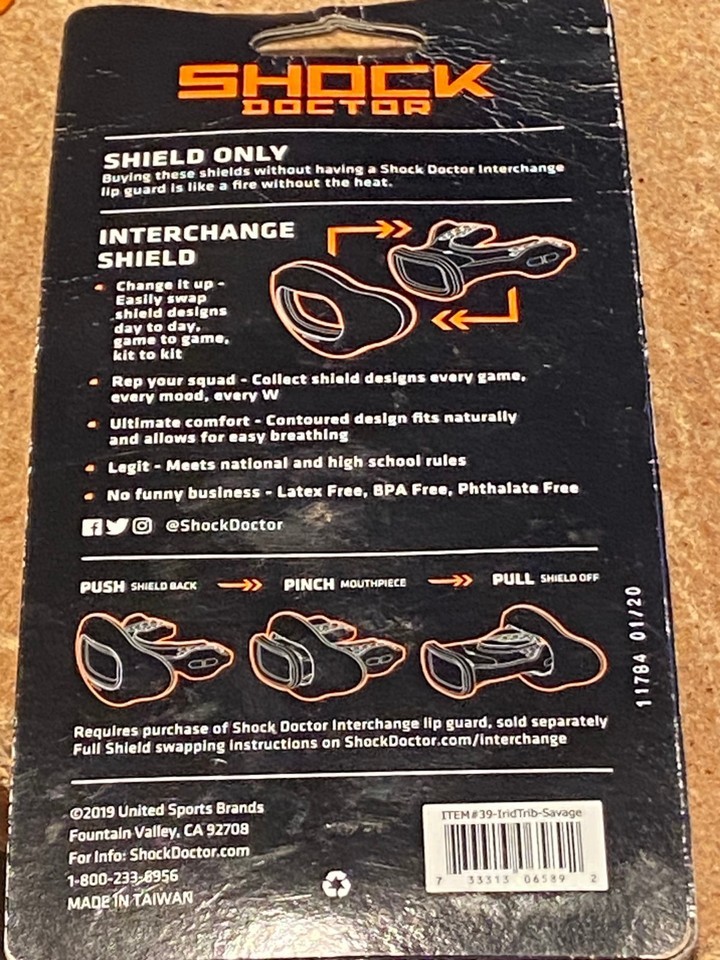 SHOCK
DOCTOR
SHIELD ONLY
Buying these shields without having a Shock Doctor Interchange
lip guard is like a fire without the heat.
INTERCHANGE
SHIELD
Change it up -
Easily swap
shield designs
day to day,
game to game,
kit to kit
Rep your squad - Collect shield designs every game,
every mood, every W
Ultimate comfort - Contoured design fits naturally
and allows for easy breathing
Legit - Meets national and high school rules
No funny business - Latex Free, BPA Free, Phthalate Free
@ShockDoctor
PUSH SHIELD BACK PINCH MOUTHPIECE PULL SHIELD OFF
11784 01/20
Requires purchase of Shock Doctor Interchange lip guard, sold separately
Full Shield swapping instructions on ShockDoctor.com/interchange
©2019 United Sports Brands
Fountain Valley, CA 92708
For Info: ShockDoctor.com
1-800-233-6956
MADE IN TAIWAN
ITEM#39-IridTrib-Savage
7 33313 06589 2